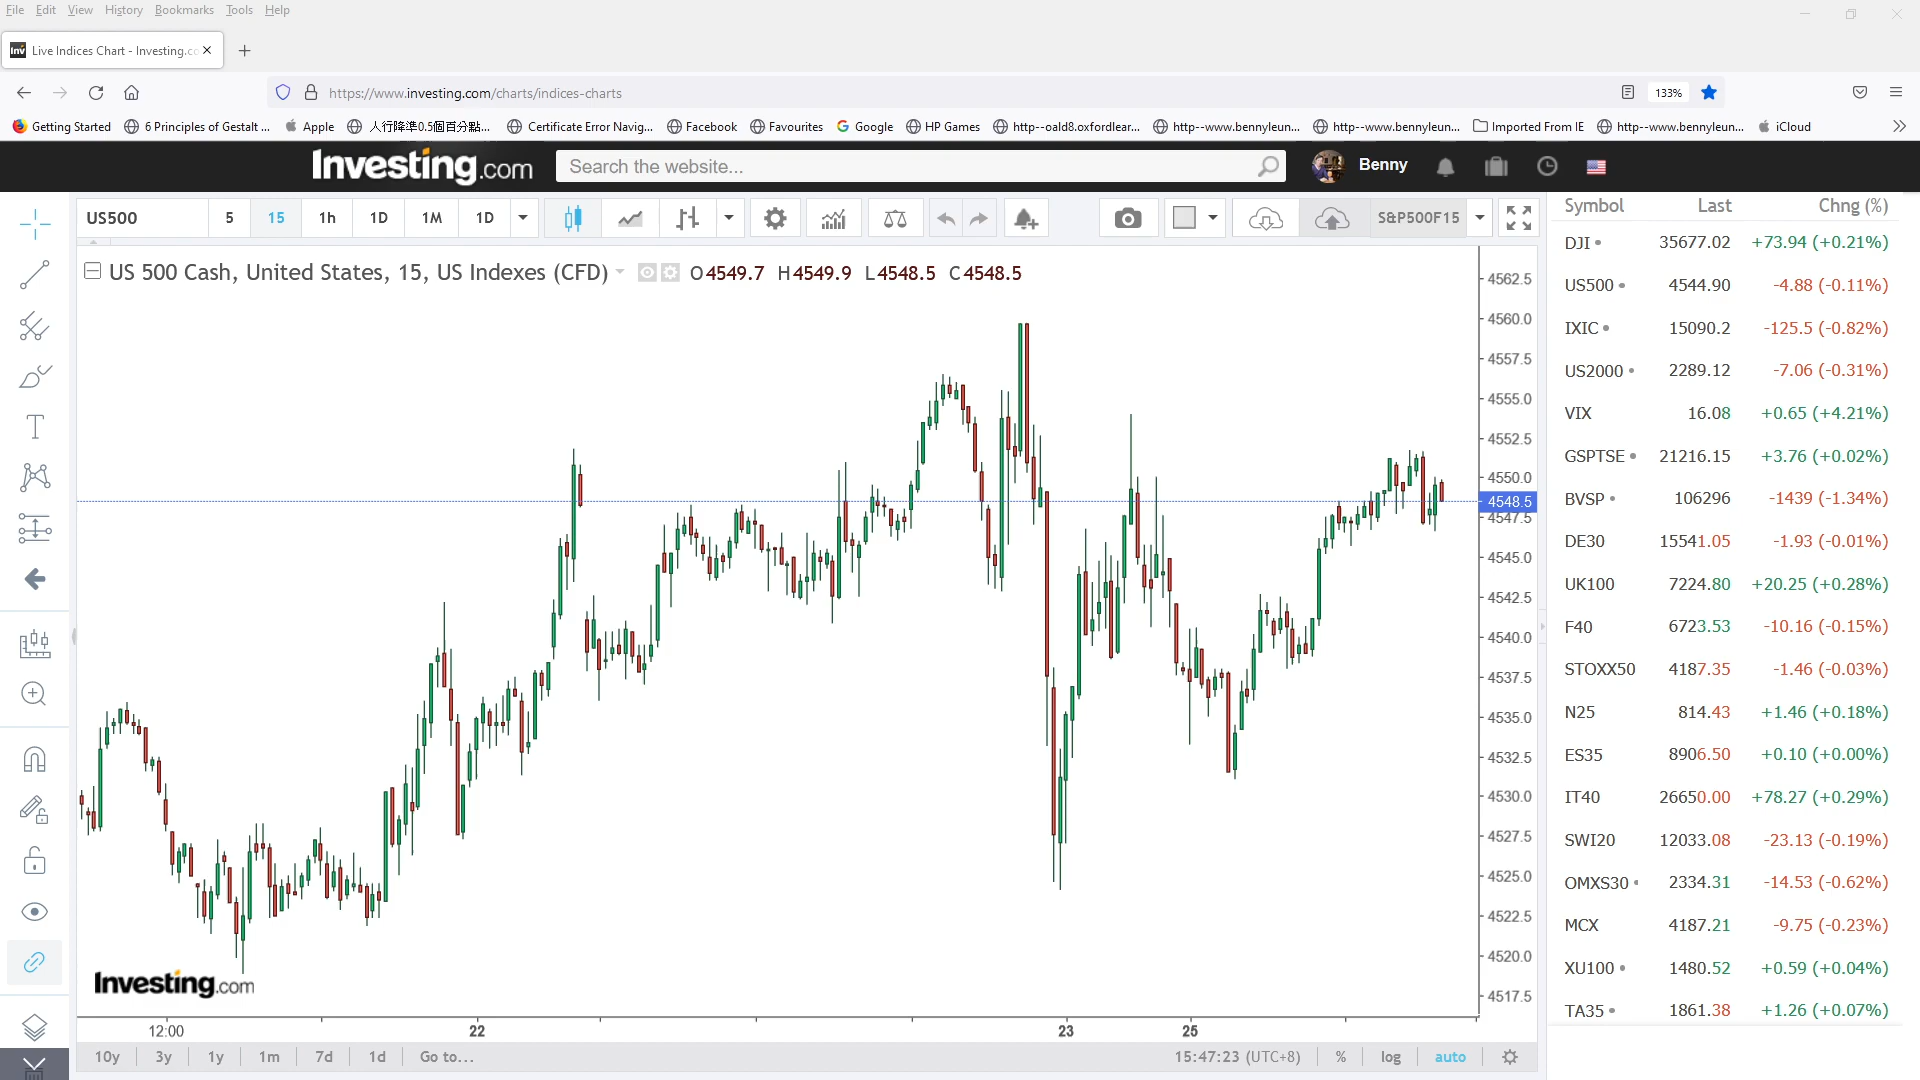 File Edit View History Bookmarks Tools Help
Live Indices Chart - Investing.co
https://www.investing.com/charts/indices-charts 133%
Getting Started 6 Principles of Gestalt ... Apple 人行降準0.5個百分點... Certificate Error Navig... Facebook Favourites Google HP Games http--oald8.oxfordlear... http--www.bennyleun... http--www.bennyleun... Imported From IE http--www.bennyleun... iCloud
Investing.com Search the website... Benny
US500 5 15 1h 1D 1M 1D S&P500F15
US 500 Cash, United States, 15, US Indexes (CFD) O4549.7 H4549.9 L4548.5 C4548.5
4562.5
4560.0
4557.5
4555.0
4552.5
4550.0
4548.5
4547.5
4545.0
4542.5
4540.0
4537.5
4535.0
4532.5
4530.0
4527.5
4525.0
4522.5
4520.0
4517.5
Investing.com
12:00 22 23 25
10y 3y 1y 1m 7d 1d Go to... 15:47:23 (UTC+8) % log auto
Symbol Last Chng (%)
DJI 35677.02 +73.94 (+0.21%)
US500 4544.90 -4.88 (-0.11%)
IXIC 15090.2 -125.5 (-0.82%)
US2000 2289.12 -7.06 (-0.31%)
VIX 16.08 +0.65 (+4.21%)
GSPTSE 21216.15 +3.76 (+0.02%)
BVSP 106296 -1439 (-1.34%)
DE30 15541.05 -1.93 (-0.01%)
UK100 7224.80 +20.25 (+0.28%)
F40 6723.53 -10.16 (-0.15%)
STOXX50 4187.35 -1.46 (-0.03%)
N25 814.43 +1.46 (+0.18%)
ES35 8906.50 +0.10 (+0.00%)
IT40 26650.00 +78.27 (+0.29%)
SWI20 12033.08 -23.13 (-0.19%)
OMXS30 2334.31 -14.53 (-0.62%)
MCX 4187.21 -9.75 (-0.23%)
XU100 1480.52 +0.59 (+0.04%)
TA35 1861.38 +1.26 (+0.07%)